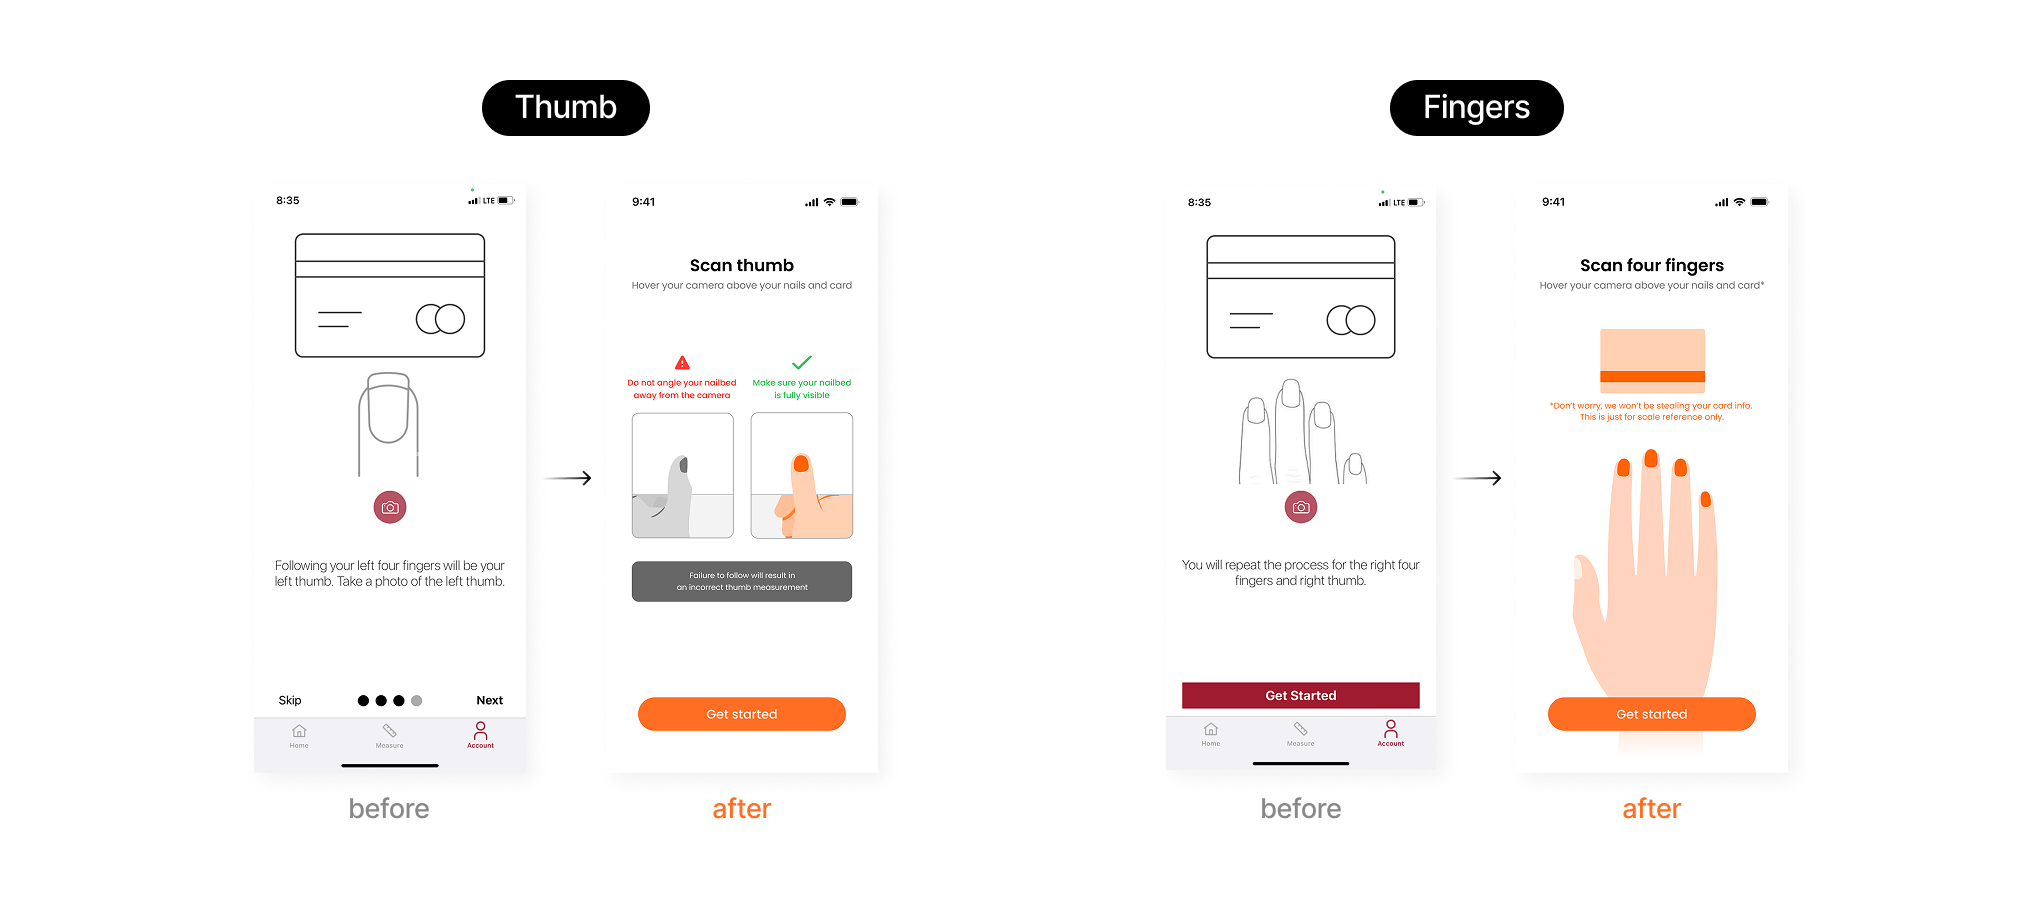 Thumb
8:35
LTE
Following your left four fingers will be your
left thumb. Take a photo of the left thumb.
Skip
Next
Home
Measure
Account
before
9:41
Scan thumb
Hover your camera above your nails and card
Do not angle your nailbed
away from the camera
Make sure your nailbed
is fully visible
Failure to follow will result in
an incorrect thumb measurement
Get started
after
Fingers
8:35
LTE
You will repeat the process for the right four
fingers and right thumb.
Get Started
Home
Measure
Account
before
9:41
Scan four fingers
Hover your camera above your nails and card*
*Don't worry, we won't be stealing your card info.
This is just for scale reference only.
Get started
after